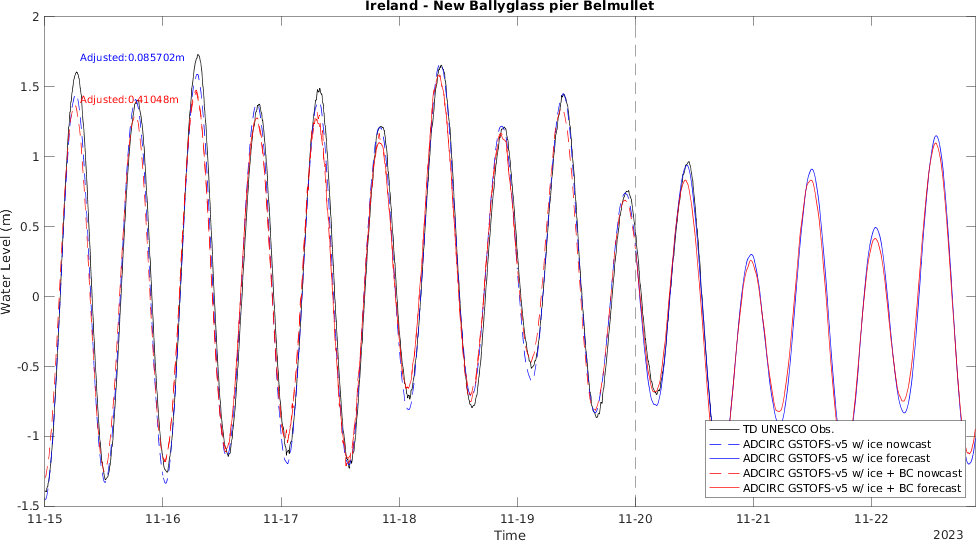 Ireland - New Ballyglass pier Belmullet
2
Adjusted:0.085702m
1.5
Adjusted:0.41048m
1
0.5
Water Level (m)
0
-0.5
-1
-1.5
TD UNESCO Obs.
ADCIRC GSTOFS-v5 w/ ice nowcast
ADCIRC GSTOFS-v5 w/ ice forecast
ADCIRC GSTOFS-v5 w/ ice + BC nowcast
ADCIRC GSTOFS-v5 w/ ice + BC forecast
11-15 11-16 11-17 11-18 11-19 11-20 11-21 11-22
Time
2023